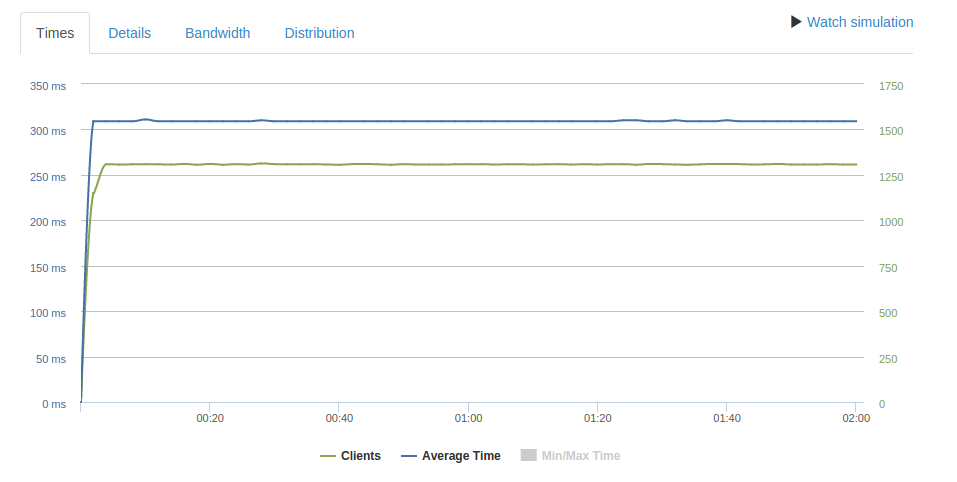 Times Details Bandwidth Distribution
Watch simulation
350 ms 1750
300 ms 1500
250 ms 1250
200 ms 1000
150 ms 750
100 ms 500
50 ms 250
0 ms 0
00:20 00:40 01:00 01:20 01:40 02:00
Clients Average Time Min/Max Time